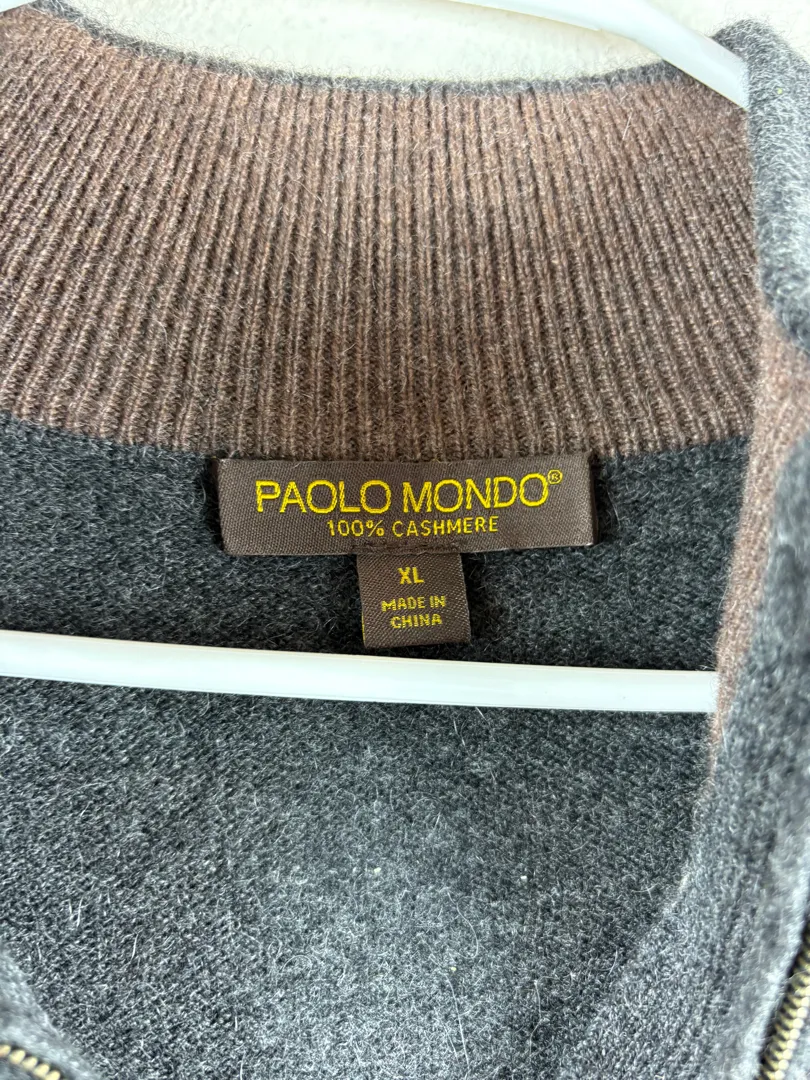 PAOLO MONDO®
100% CASHMERE
XL
MADE IN
CHINA